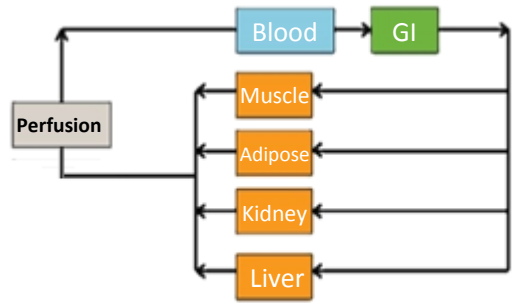 Blood
GI
Muscle
Perfusion
Adipose
Kidney
Liver